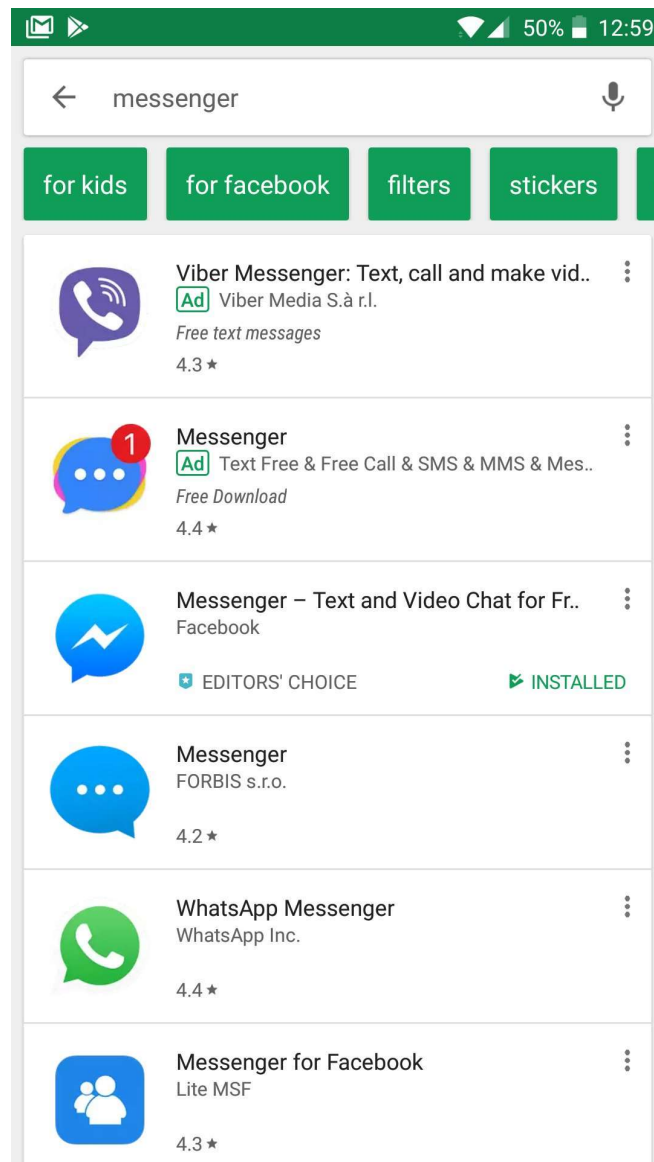 50% 12:59
messenger
for kids for facebook filters stickers
Viber Messenger: Text, call and make vid..
Ad Viber Media S.à r.l.
Free text messages
4.3★
1
Messenger
Ad Text Free & Free Call & SMS & MMS & Mes..
Free Download
4.4★
Messenger – Text and Video Chat for Fr..
Facebook
EDITORS' CHOICE INSTALLED
Messenger
FORBIS s.r.o.
4.2★
WhatsApp Messenger
WhatsApp Inc.
4.4★
Messenger for Facebook
Lite MSF
4.3★